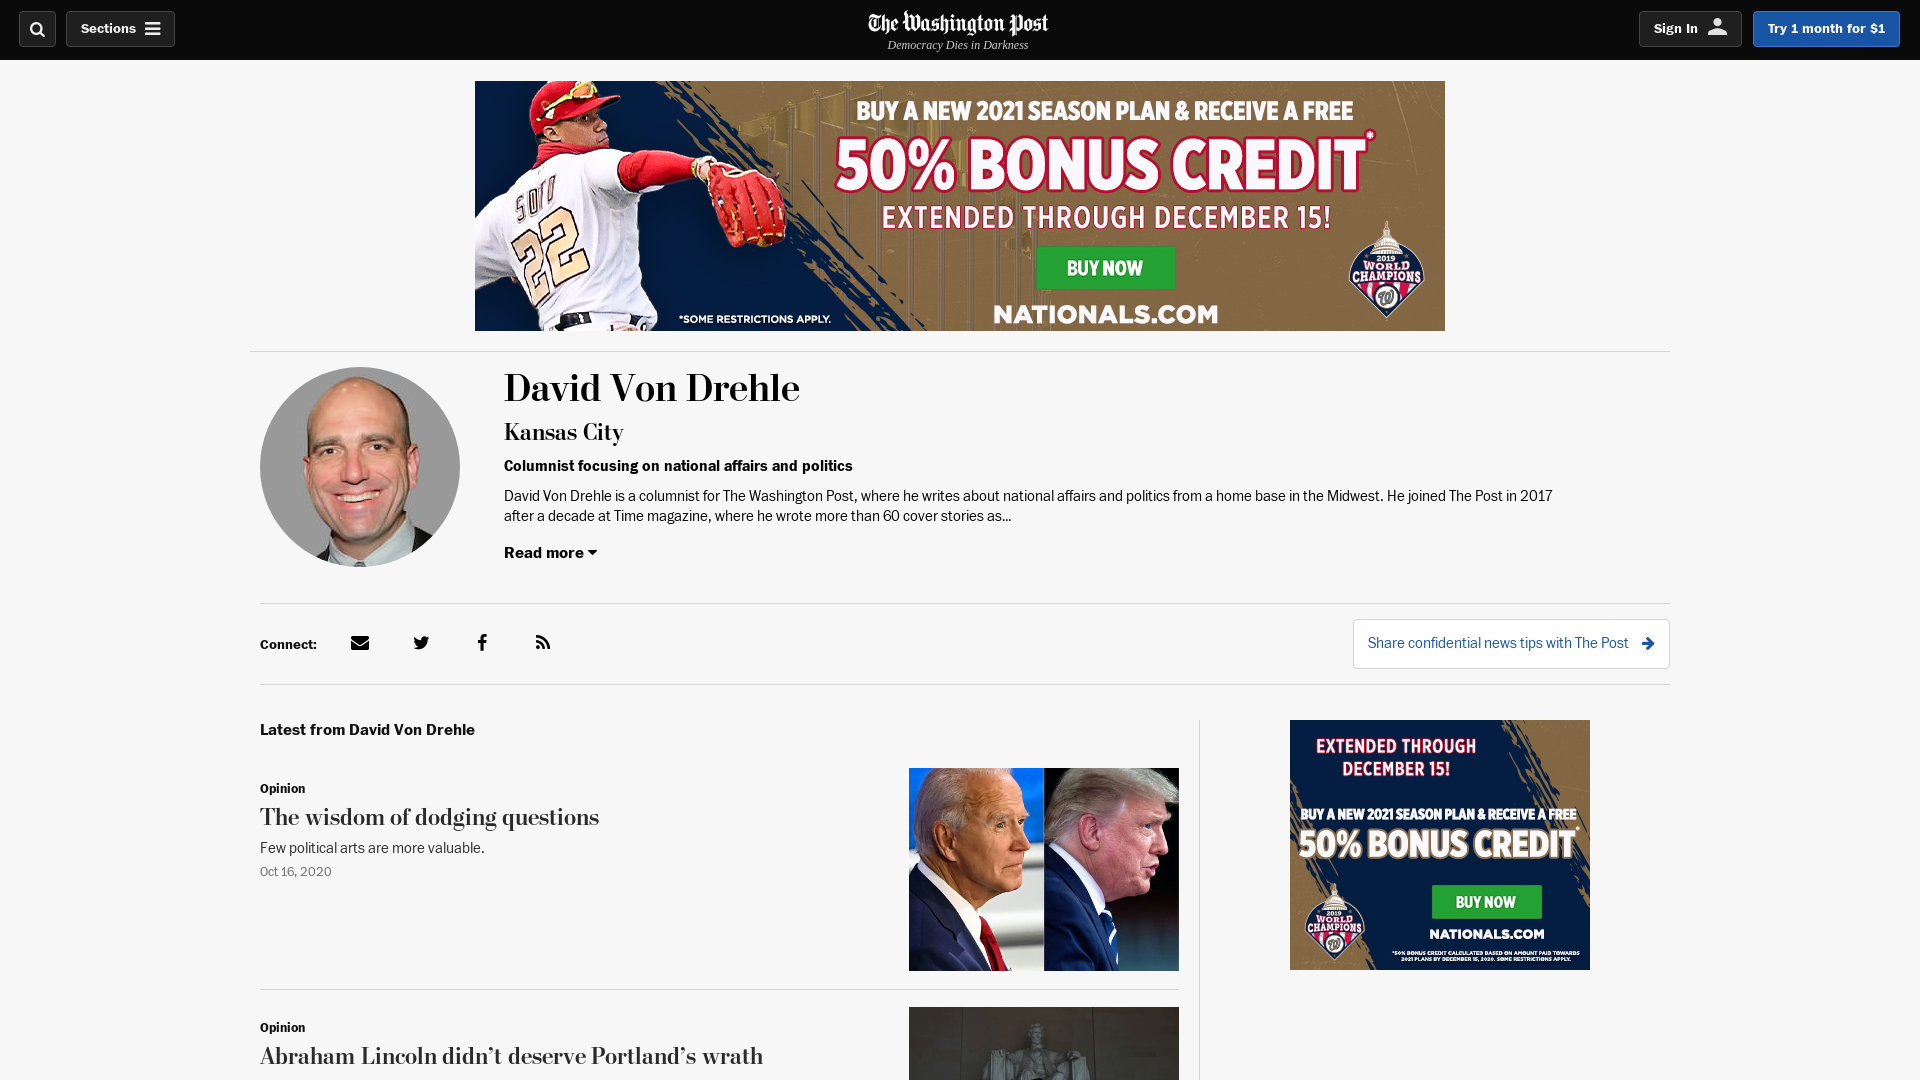 Sections
The Washington Post
Democracy Dies in Darkness
Sign In
Try 1 month for $1
BUY A NEW 2021 SEASON PLAN & RECEIVE A FREE
50% BONUS CREDIT*
EXTENDED THROUGH DECEMBER 15!
BUY NOW
NATIONALS.COM
*SOME RESTRICTIONS APPLY.
22
2019
WORLD
CHAMPIONS
W
David Von Drehle
Kansas City
Columnist focusing on national affairs and politics
David Von Drehle is a columnist for The Washington Post, where he writes about national affairs and politics from a home base in the Midwest. He joined The Post in 2017
after a decade at Time magazine, where he wrote more than 60 cover stories as...
Read more
Connect:
Share confidential news tips with The Post
Latest from David Von Drehle
Opinion
The wisdom of dodging questions
Few political arts are more valuable.
Oct 16, 2020
Opinion
Abraham Lincoln didn’t deserve Portland’s wrath
EXTENDED THROUGH
DECEMBER 15!
BUY A NEW 2021 SEASON PLAN & RECEIVE A FREE
50% BONUS CREDIT*
BUY NOW
NATIONALS.COM
2019
WORLD
CHAMPIONS
W
*50% BONUS CREDIT CALCULATED BASED ON AMOUNT PAID TOWARDS
2021 PLANS BY DECEMBER 15, 2020. SOME RESTRICTIONS APPLY.